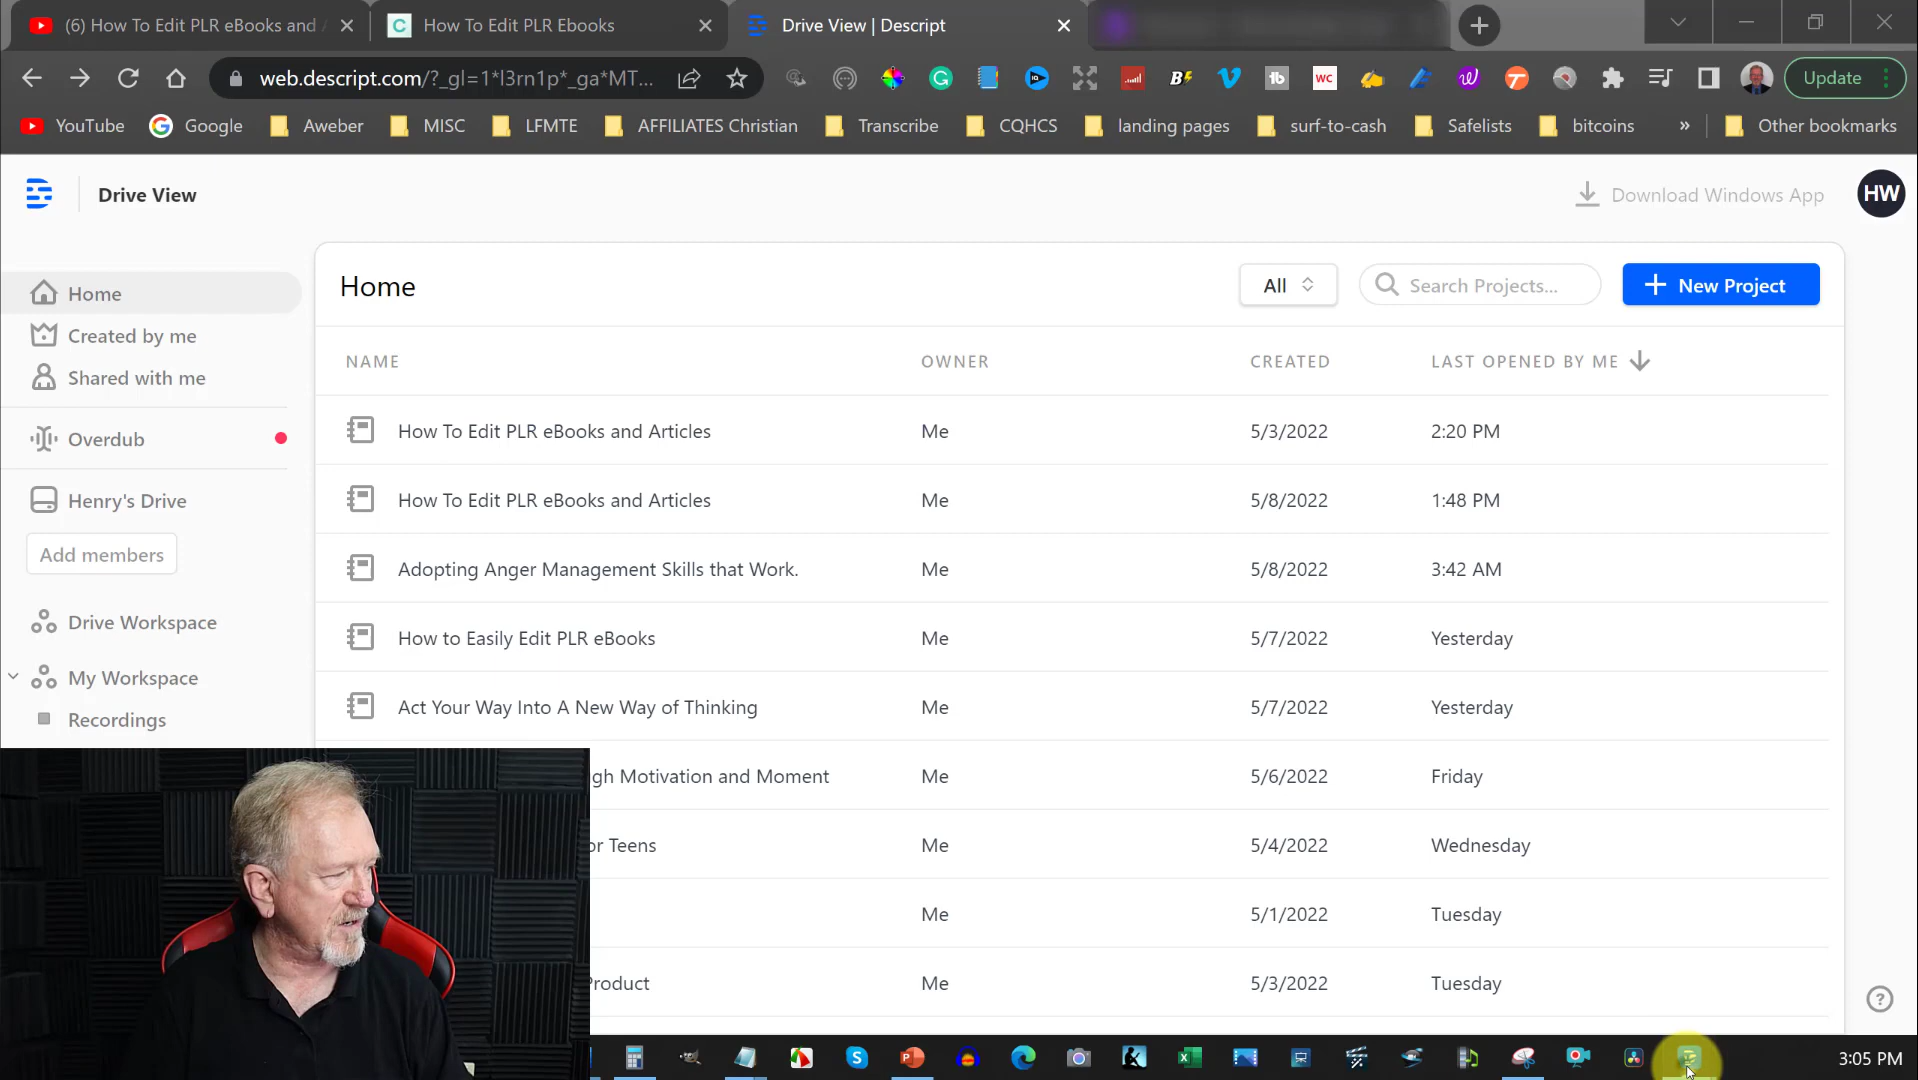 (6) How To Edit PLR eBooks and
How To Edit PLR Ebooks
Drive View | Descript
web.descript.com/?_gl=1*l3rn1p*_ga*MT...
Update
YouTube
Google
Aweber
MISC
LFMTE
AFFILIATES Christian
Transcribe
CQHCS
landing pages
surf-to-cash
Safelists
bitcoins
»
Other bookmarks
Drive View
Download Windows App
HW
Home
Created by me
Shared with me
Overdub
Henry's Drive
Add members
Drive Workspace
My Workspace
Recordings
Home
All
Search Projects...
New Project
NAME OWNER CREATED LAST OPENED BY ME
How To Edit PLR eBooks and Articles Me 5/3/2022 2:20 PM
How To Edit PLR eBooks and Articles Me 5/8/2022 1:48 PM
Adopting Anger Management Skills that Work. Me 5/8/2022 3:42 AM
How to Easily Edit PLR eBooks Me 5/7/2022 Yesterday
Act Your Way Into A New Way of Thinking Me 5/7/2022 Yesterday
gh Motivation and Moment Me 5/6/2022 Friday
or Teens Me 5/4/2022 Wednesday
Me 5/1/2022 Tuesday
Product Me 5/3/2022 Tuesday
3:05 PM